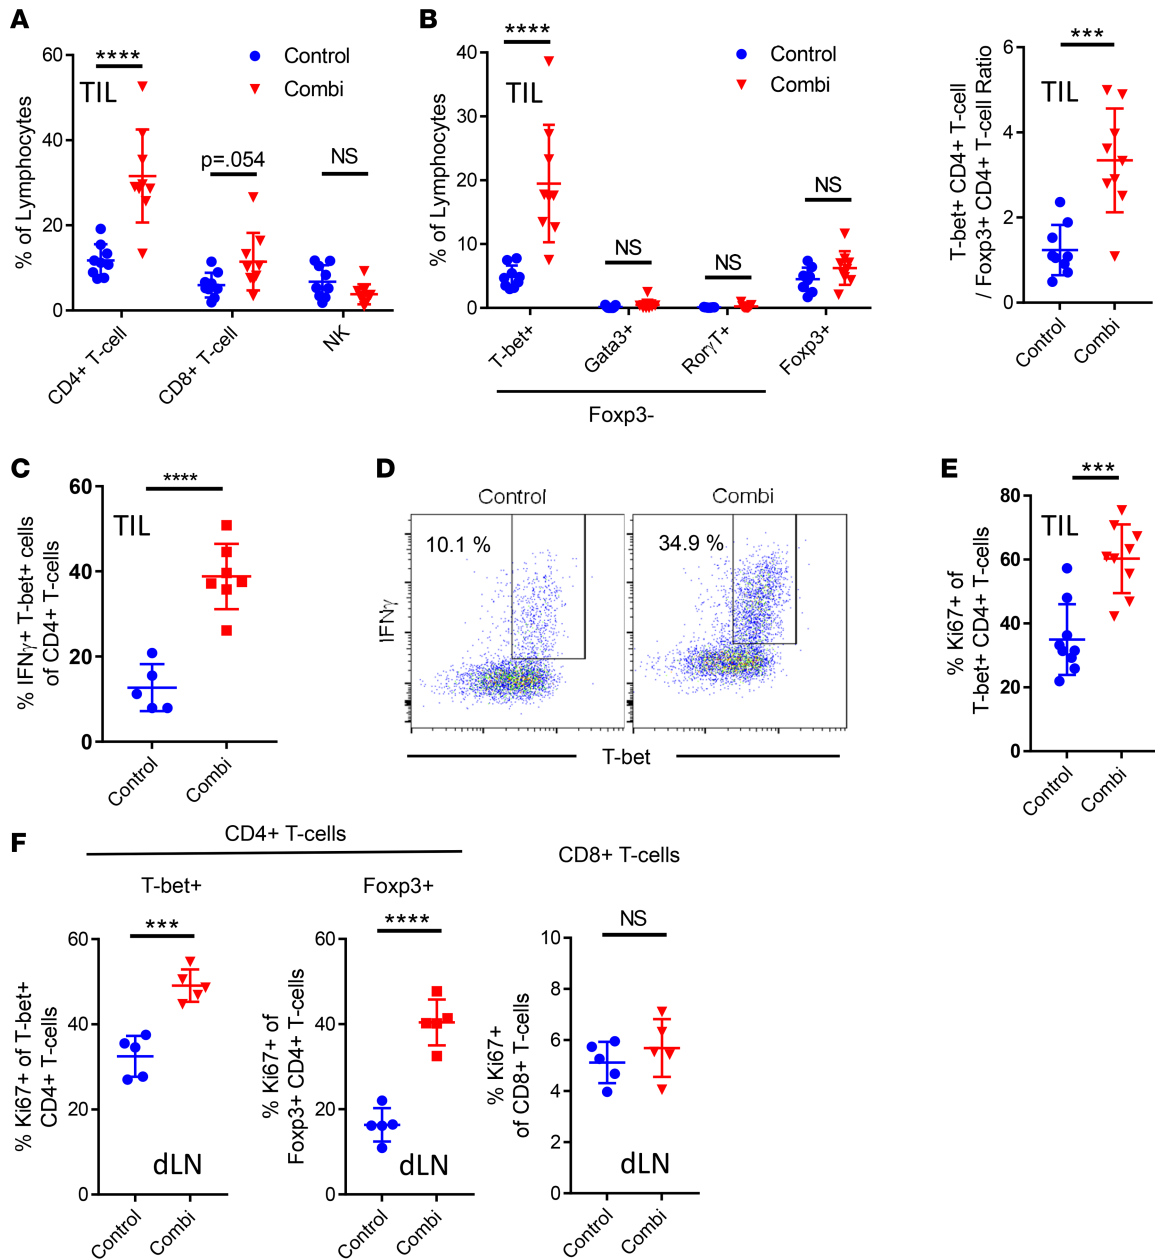 A
60
40
20
0
% of Lymphocytes
****
TIL
Control
Combi
p=.054
NS
CD4+ T-cell
CD8+ T-cell
NK
B
40
30
20
10
0
% of Lymphocytes
****
TIL
Control
Combi
NS
NS
NS
T-bet+
Gata3+
RorγT+
Foxp3+
Foxp3-
6
4
2
0
T-bet+ CD4+ T-cell
/ Foxp3+ CD4+ T-cell Ratio
***
TIL
Control
Combi
C
60
40
20
0
% IFNγ+ T-bet+ cells
of CD4+ T-cells
****
TIL
Control
Combi
D
Control
Combi
10.1 %
34.9 %
IFNγ
T-bet
E
80
60
40
20
0
% Ki67+ of
T-bet+ CD4+ T-cells
***
TIL
Control
Combi
F
CD4+ T-cells
CD8+ T-cells
T-bet+
Foxp3+
60
40
20
0
% Ki67+ of T-bet+
CD4+ T-cells
***
dLN
Control
Combi
60
40
20
0
% Ki67+ of
Foxp3+ CD4+ T-cells
****
dLN
Control
Combi
10
8
6
4
2
0
% Ki67+
of CD8+ T-cells
NS
dLN
Control
Combi